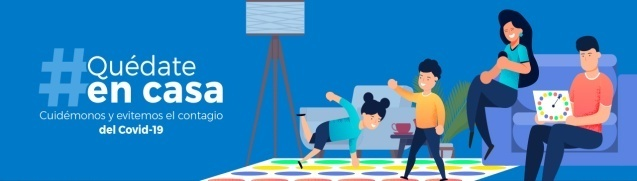 #Quédate
en casa
Cuidémonos y evitemos el contagio
del Covid-19